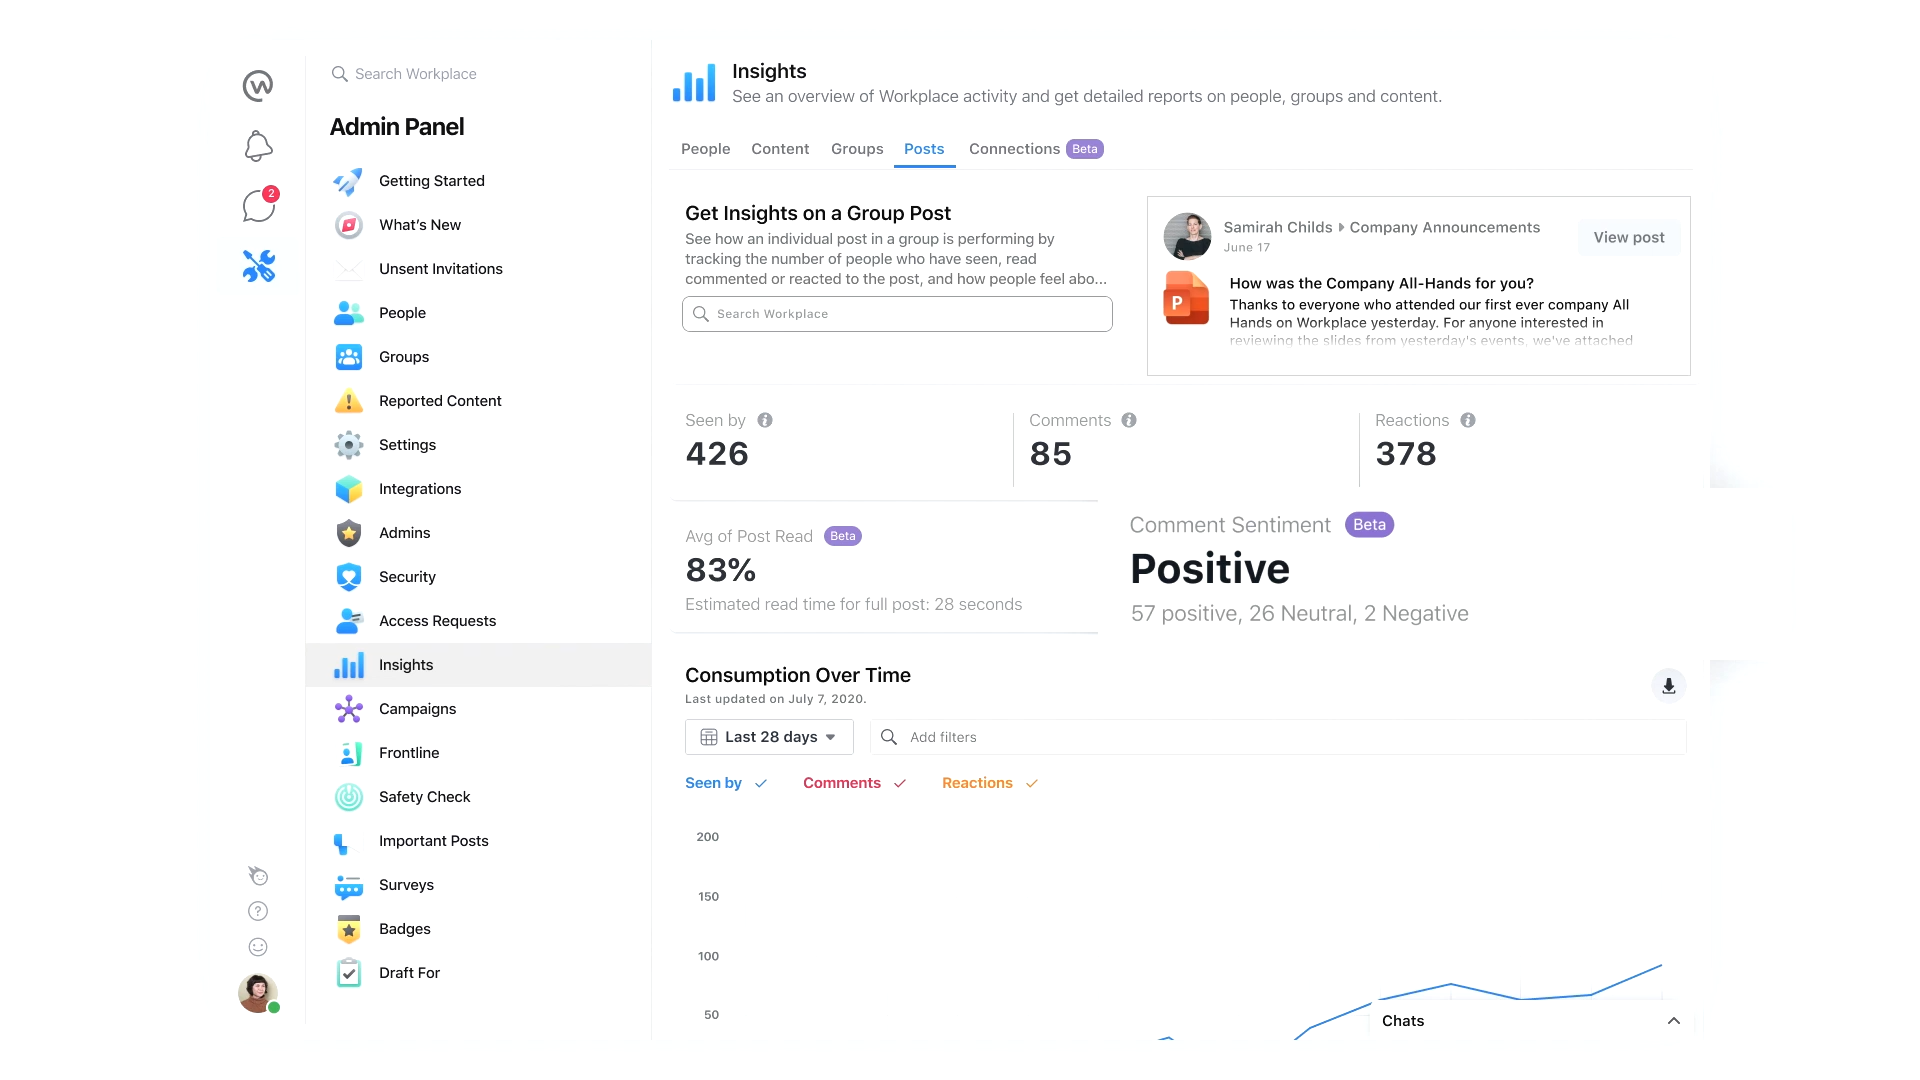 Search Workplace
Admin Panel
2
Getting Started
What's New
Unsent Invitations
People
Groups
Reported Content
Settings
Integrations
Admins
Security
Access Requests
Insights
Campaigns
Frontline
Safety Check
Important Posts
Surveys
Badges
Draft For
Insights
See an overview of Workplace activity and get detailed reports on people, groups and content.
People Content Groups Posts Connections Beta
Get Insights on a Group Post
See how an individual post in a group is performing by
tracking the number of people who have seen, read
commented or reacted to the post, and how people feel abo...
Search Workplace
Samirah Childs Company Announcements
June 17
View post
P
How was the Company All-Hands for you?
Thanks to everyone who attended our first ever company All
Hands on Workplace yesterday. For anyone interested in
reviewing the slides from yesterday's events, we've attached
Seen by
426
Comments
85
Reactions
378
Avg of Post Read Beta
83%
Estimated read time for full post: 28 seconds
Comment Sentiment Beta
Positive
57 positive, 26 Neutral, 2 Negative
Consumption Over Time
Last updated on July 7, 2020.
Last 28 days
Add filters
Seen by Comments Reactions
200
150
100
50
Chats